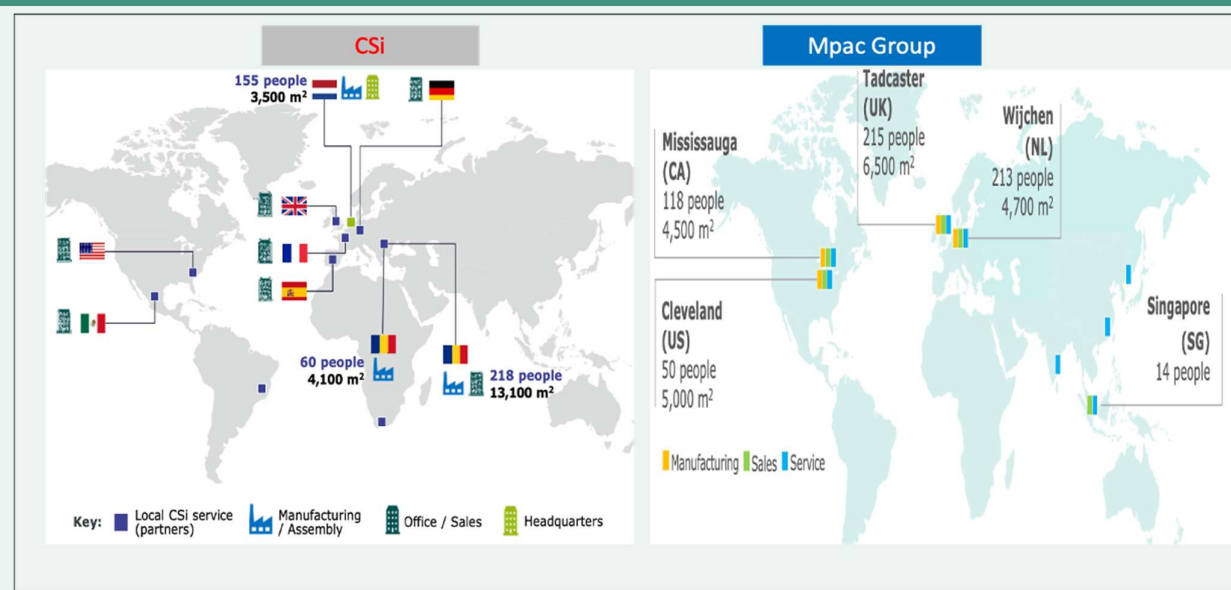 CSi
155 people
3,500 m²
60 people
4,100 m²
218 people
13,100 m²
Key:
Local CSi service
(partners)
Manufacturing
/ Assembly
Office / Sales
Headquarters
Mpac Group
Tadcaster
(UK)
215 people
6,500 m²
Wijchen
(NL)
213 people
4,700 m²
Mississauga
(CA)
118 people
4,500 m²
Cleveland
(US)
50 people
5,000 m²
Singapore
(SG)
14 people
Manufacturing Sales Service